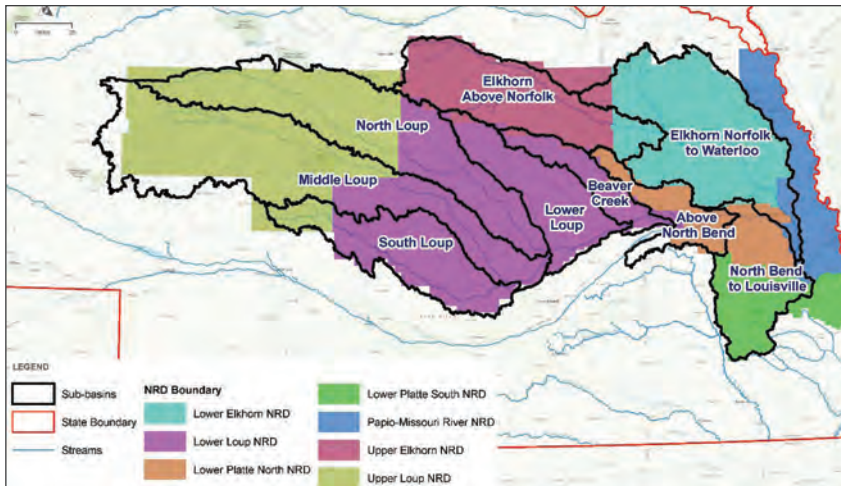 Elkhorn
Above Norfolk
North Loup
Elkhorn Norfolk
to Waterloo
Middle Loup
Beaver
Creek
Lower
Loup
Above
North Bend
South Loup
North Bend
to Louisville
LEGEND
Sub-basins
State Boundary
Streams
NRD Boundary
Lower Elkhorn NRD
Lower Loup NRD
Lower Platte North NRD
Lower Platte South NRD
Papio-Missouri River NRD
Upper Elkhorn NRD
Upper Loup NRD